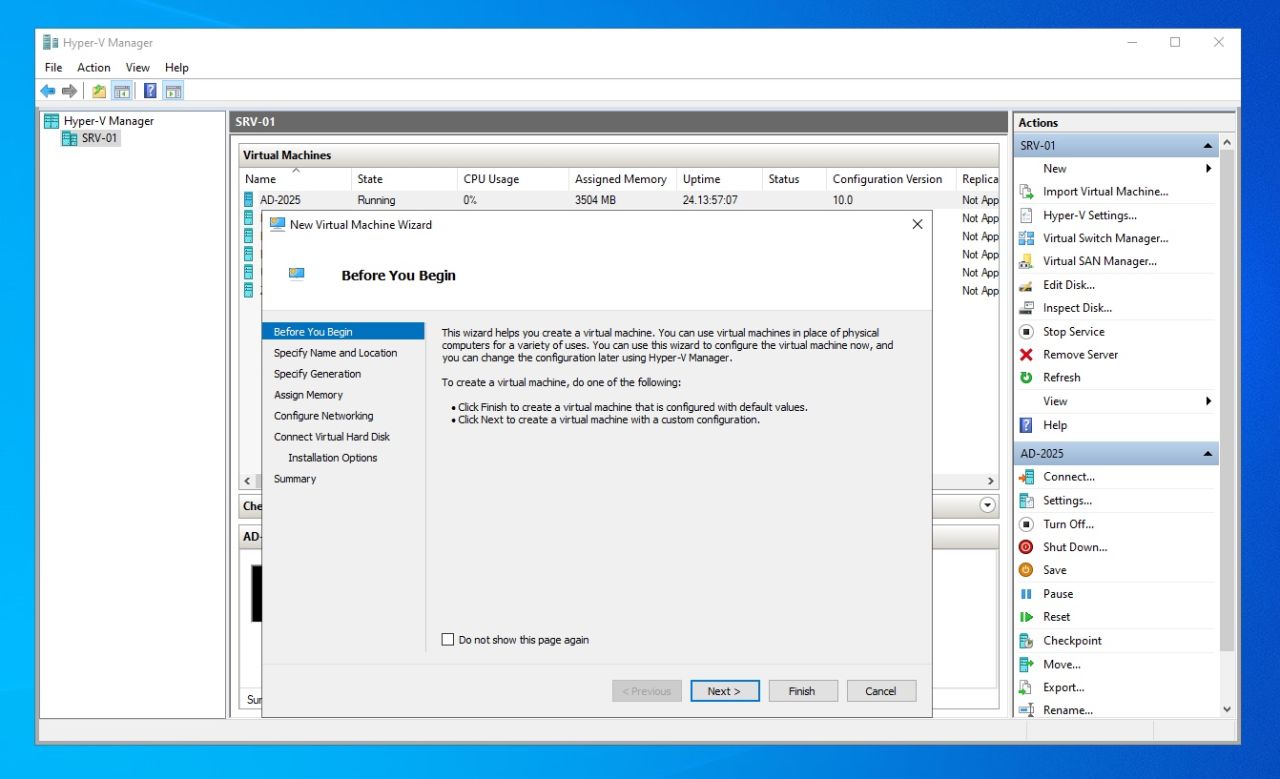 Hyper-V Manager
File Action View Help
Hyper-V Manager
SRV-01
SRV-01
Virtual Machines
Name State CPU Usage Assigned Memory Uptime Status Configuration Version Replica
AD-2025 Running 0% 3504 MB 24.13:57:07 10.0 Not App
Not App
Not App
Not App
Not App
Not App
Che
AD-
Sur
New Virtual Machine Wizard
Before You Begin
Before You Begin
Specify Name and Location
Specify Generation
Assign Memory
Configure Networking
Connect Virtual Hard Disk
Installation Options
Summary
This wizard helps you create a virtual machine. You can use virtual machines in place of physical
computers for a variety of uses. You can use this wizard to configure the virtual machine now, and
you can change the configuration later using Hyper-V Manager.
To create a virtual machine, do one of the following:
• Click Finish to create a virtual machine that is configured with default values.
• Click Next to create a virtual machine with a custom configuration.
Do not show this page again
< Previous Next > Finish Cancel
Actions
SRV-01
New
Import Virtual Machine...
Hyper-V Settings...
Virtual Switch Manager...
Virtual SAN Manager...
Edit Disk...
Inspect Disk...
Stop Service
Remove Server
Refresh
View
Help
AD-2025
Connect...
Settings...
Turn Off...
Shut Down...
Save
Pause
Reset
Checkpoint
Move...
Export...
Rename...